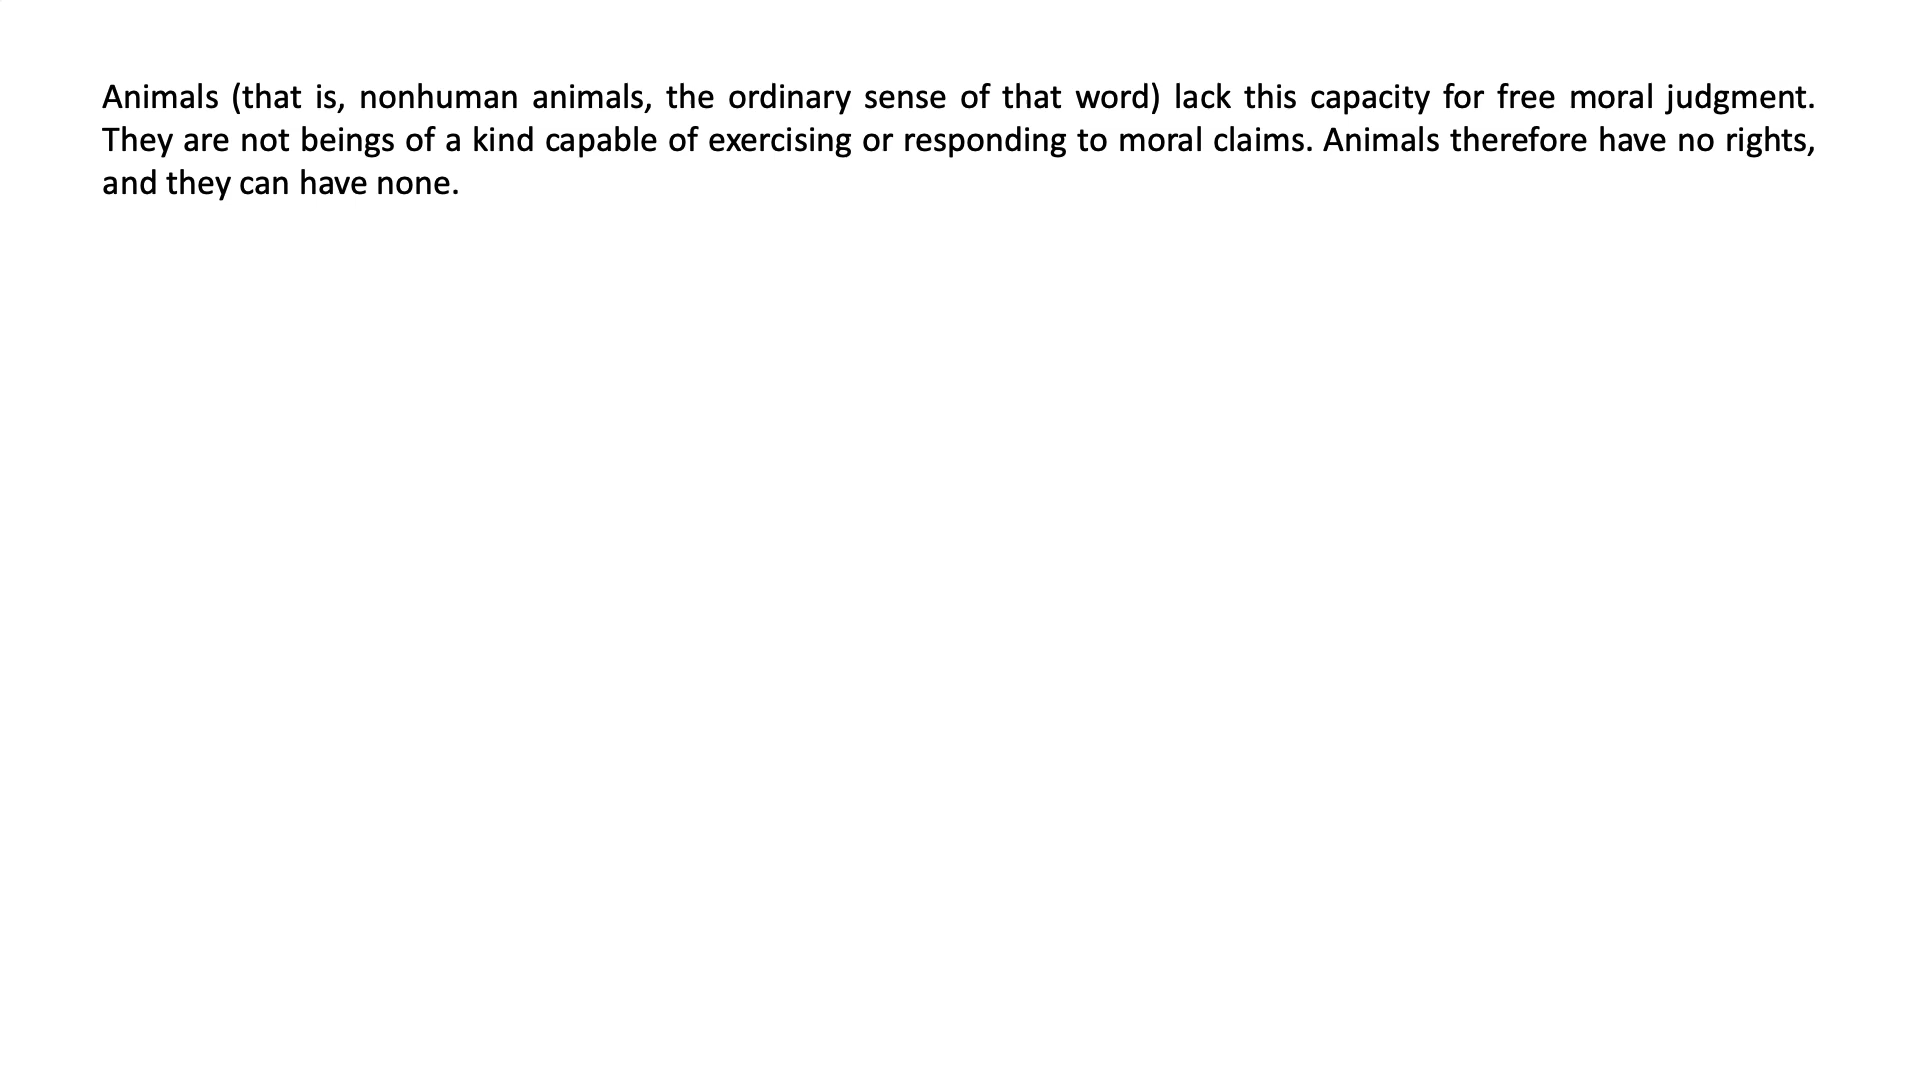 Animals (that is, nonhuman animals, the ordinary sense of that word) lack this capacity for free moral judgment.
They are not beings of a kind capable of exercising or responding to moral claims. Animals therefore have no rights,
and they can have none.